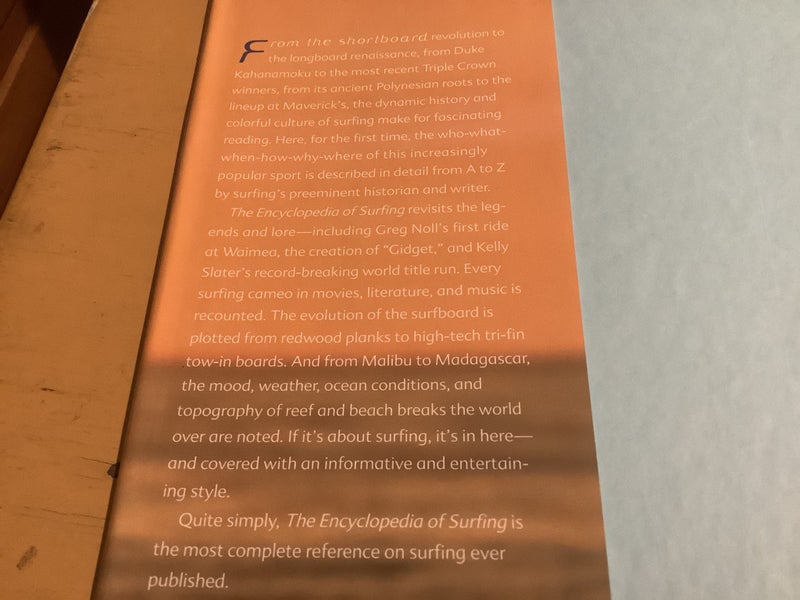 From the shortboard revolution to
the longboard renaissance, from Duke
Kahanamoku to the most recent Triple Crown
winners, from its ancient Polynesian roots to the
lineup at Maverick's, the dynamic history and
colorful culture of surfing make for fascinating
reading. Here, for the first time, the who-what-
when-how-why-where of this increasingly
popular sport is described in detail from A to Z
by surfing's preeminent historian and writer.
The Encyclopedia of Surfing revisits the leg-
ends and lore—including Greg Noll's first ride
at Waimea, the creation of "Gidget," and Kelly
Slater's record-breaking world title run. Every
surfing cameo in movies, literature, and music is
recounted. The evolution of the surfboard is
plotted from redwood planks to high-tech tri-fin
tow-in boards. And from Malibu to Madagascar,
the mood, weather, ocean conditions, and
topography of reef and beach breaks the world
over are noted. If it's about surfing, it's in here—
and covered with an informative and entertain-
ing style.
Quite simply, The Encyclopedia of Surfing is
the most complete reference on surfing ever
published.